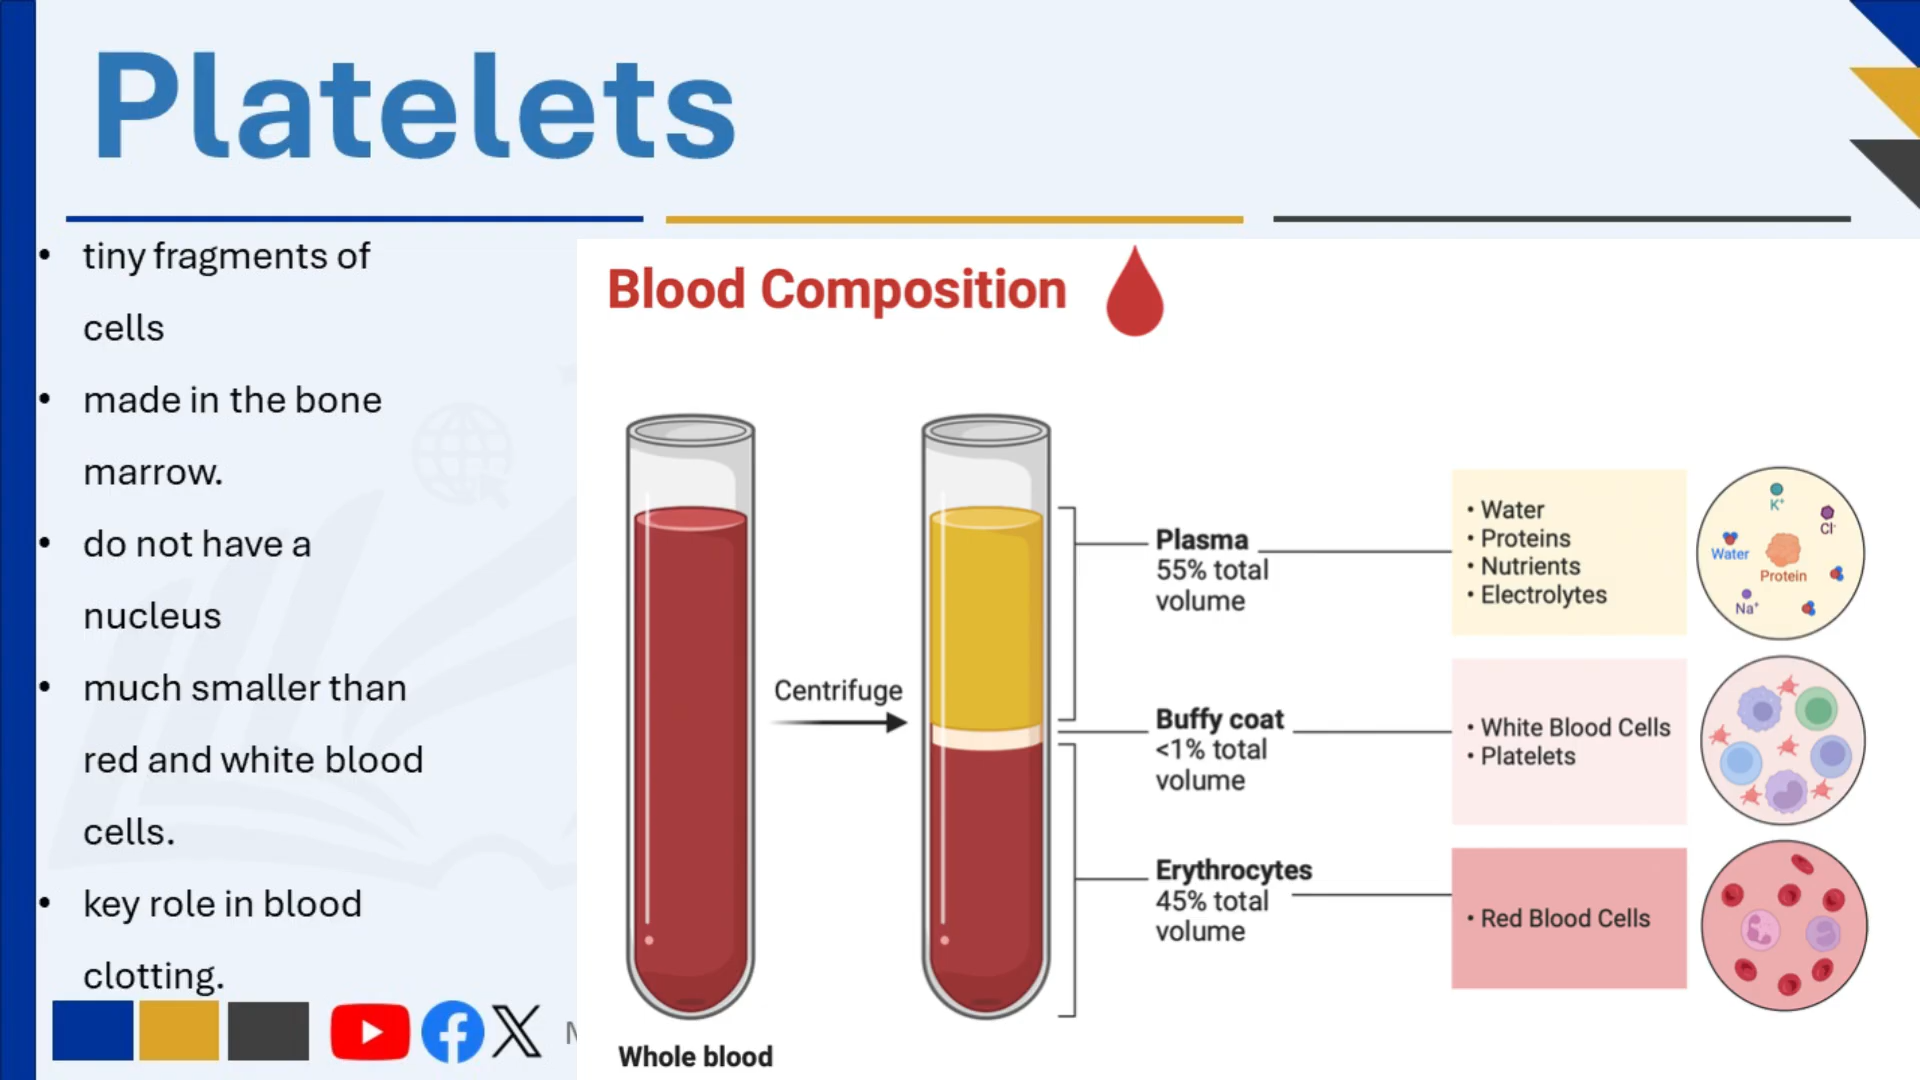 Platelets
• tiny fragments of
cells
• made in the bone
marrow.
• do not have a
nucleus
• much smaller than
red and white blood
cells.
• key role in blood
clotting.
Blood Composition
Centrifuge
Whole blood
Plasma
55% total
volume
• Water
• Proteins
• Nutrients
• Electrolytes
K⁺
Cl⁻
Water
Protein
Na⁺
Buffy coat
<1% total
volume
• White Blood Cells
• Platelets
Erythrocytes
45% total
volume
• Red Blood Cells